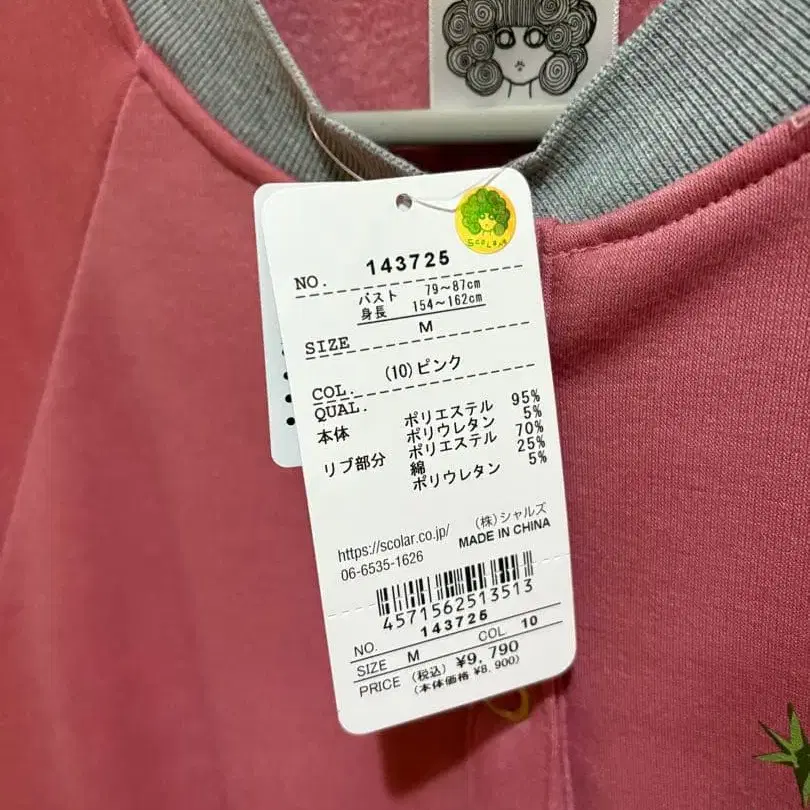 ScoLar
NO. 143725
バスト 79～87cm
身長 154～162cm
SIZE M
COL. (10)ピンク
QUAL.
本体 ポリエステル 95%
ポリウレタン 5%
リブ部分 ポリエステル 70%
綿 25%
ポリウレタン 5%
(株)シャルズ
https://scolar.co.jp/
MADE IN CHINA
06-6535-1626
4571562513513
NO. 143725
SIZE M COL 10
PRICE (税込) ¥9,790
(本体価格 ¥8,900)